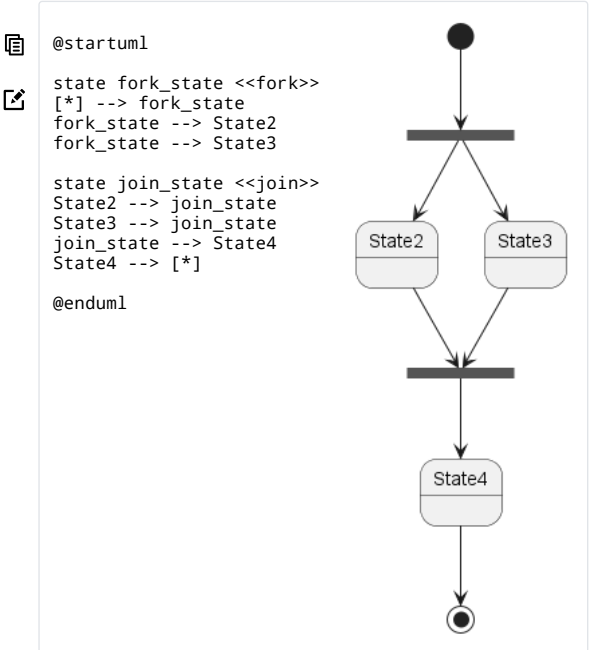 @startuml
state fork_state <<fork>>
[*] --> fork_state
fork_state --> State2
fork_state --> State3
state join_state <<join>>
State2 --> join_state
State3 --> join_state
join_state --> State4
State4 --> [*]
@enduml
State2 State3
State4